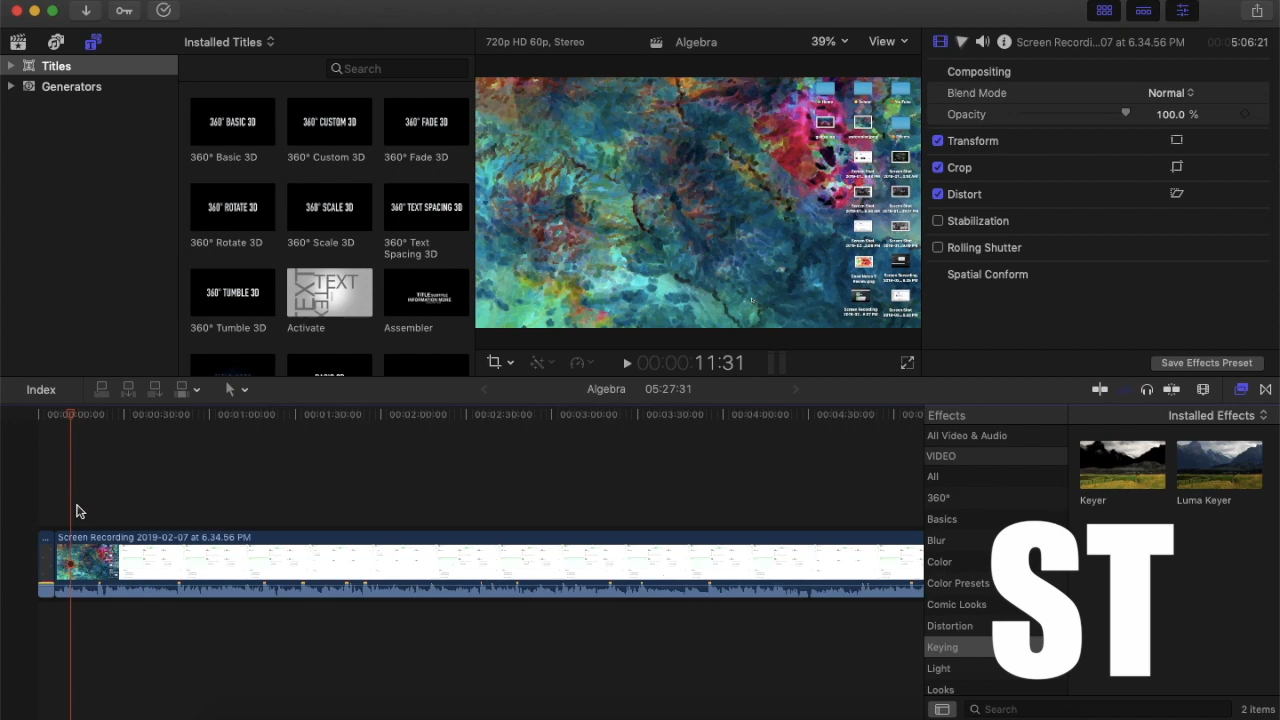 Installed Titles
720p HD 60p, Stereo
Algebra
39%
View
Screen Recordi...07 at 6.34.56 PM
00:0 5:06:21
Titles
Generators
Search
360° BASIC 3D
360° CUSTOM 3D
360° FADE 3D
360° Basic 3D
360° Custom 3D
360° Fade 3D
360° ROTATE 3D
360° SCALE 3D
360° TEXT SPACING 3D
360° Rotate 3D
360° Scale 3D
360° Text
Spacing 3D
360° TUMBLE 3D
TEXT
TEXT
TITLE SUBTITLE
INFORMATION MORE
360° Tumble 3D
Activate
Assembler
Compositing
Blend Mode
Normal
Opacity
100.0 %
Transform
Crop
Distort
Stabilization
Rolling Shutter
Spatial Conform
00:00:11:31
Save Effects Preset
Index
Algebra
05:27:31
00:00:00:00
00:00:30:00
00:01:00:00
00:01:30:00
00:02:00:00
00:02:30:00
00:03:00:00
00:03:30:00
00:04:00:00
00:04:30:00
00:0
Screen Recording 2019-02-07 at 6.34.56 PM
Effects
Installed Effects
All Video & Audio
VIDEO
All
360°
Basics
Blur
Color
Color Presets
Comic Looks
Distortion
Keying
Light
Looks
Keyer
Luma Keyer
ST
Search
2 items